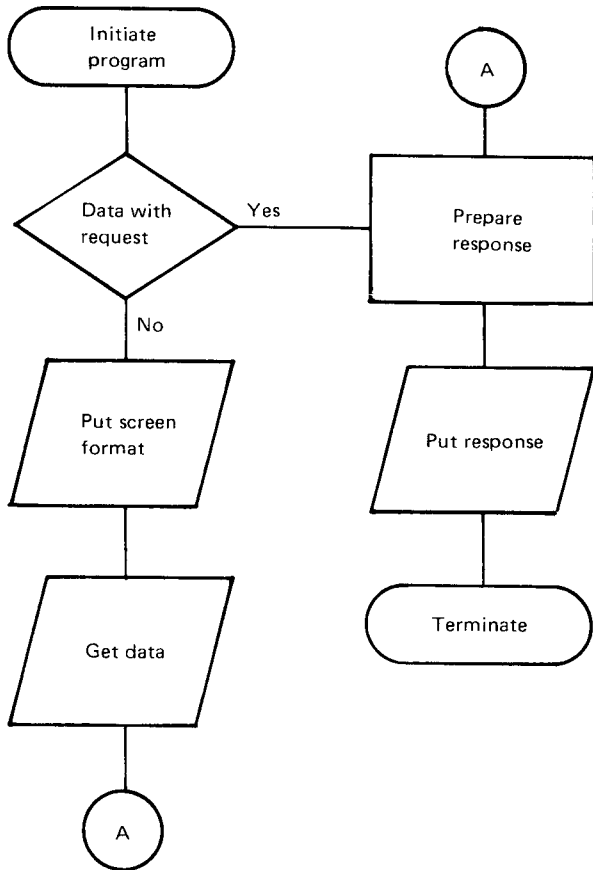 Initiate
program
Data with
request
Yes
No
Put screen
format
Get data
A
A
Prepare
response
Put response
Terminate